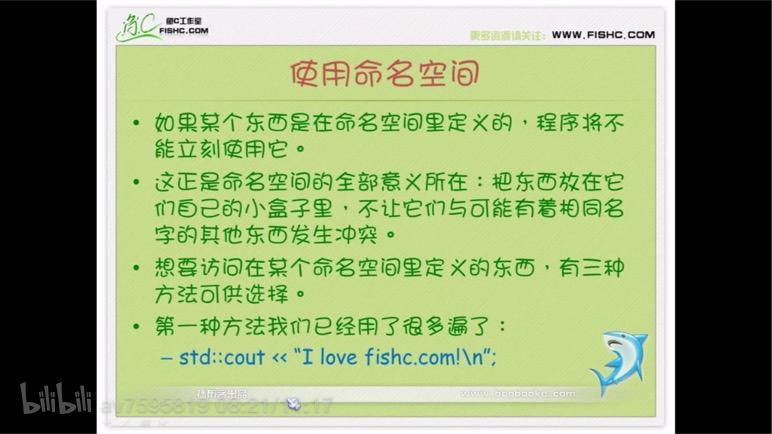 鱼C工作室
FISHC.COM
更多资源请关注：WWW.FISHC.COM
使用命名空间
• 如果某个东西是在命名空间里定义的，程序将不
能立刻使用它。
• 这正是命名空间的全部意义所在：把东西放在它
们自己的小盒子里，不让它们与可能有着相同名
字的其他东西发生冲突。
• 想要访问在某个命名空间里定义的东西，有三种
方法可供选择。
• 第一种方法我们已经用了很多遍了：
– std::cout << “I love fishc.com!\n”;
bilibili av7595819